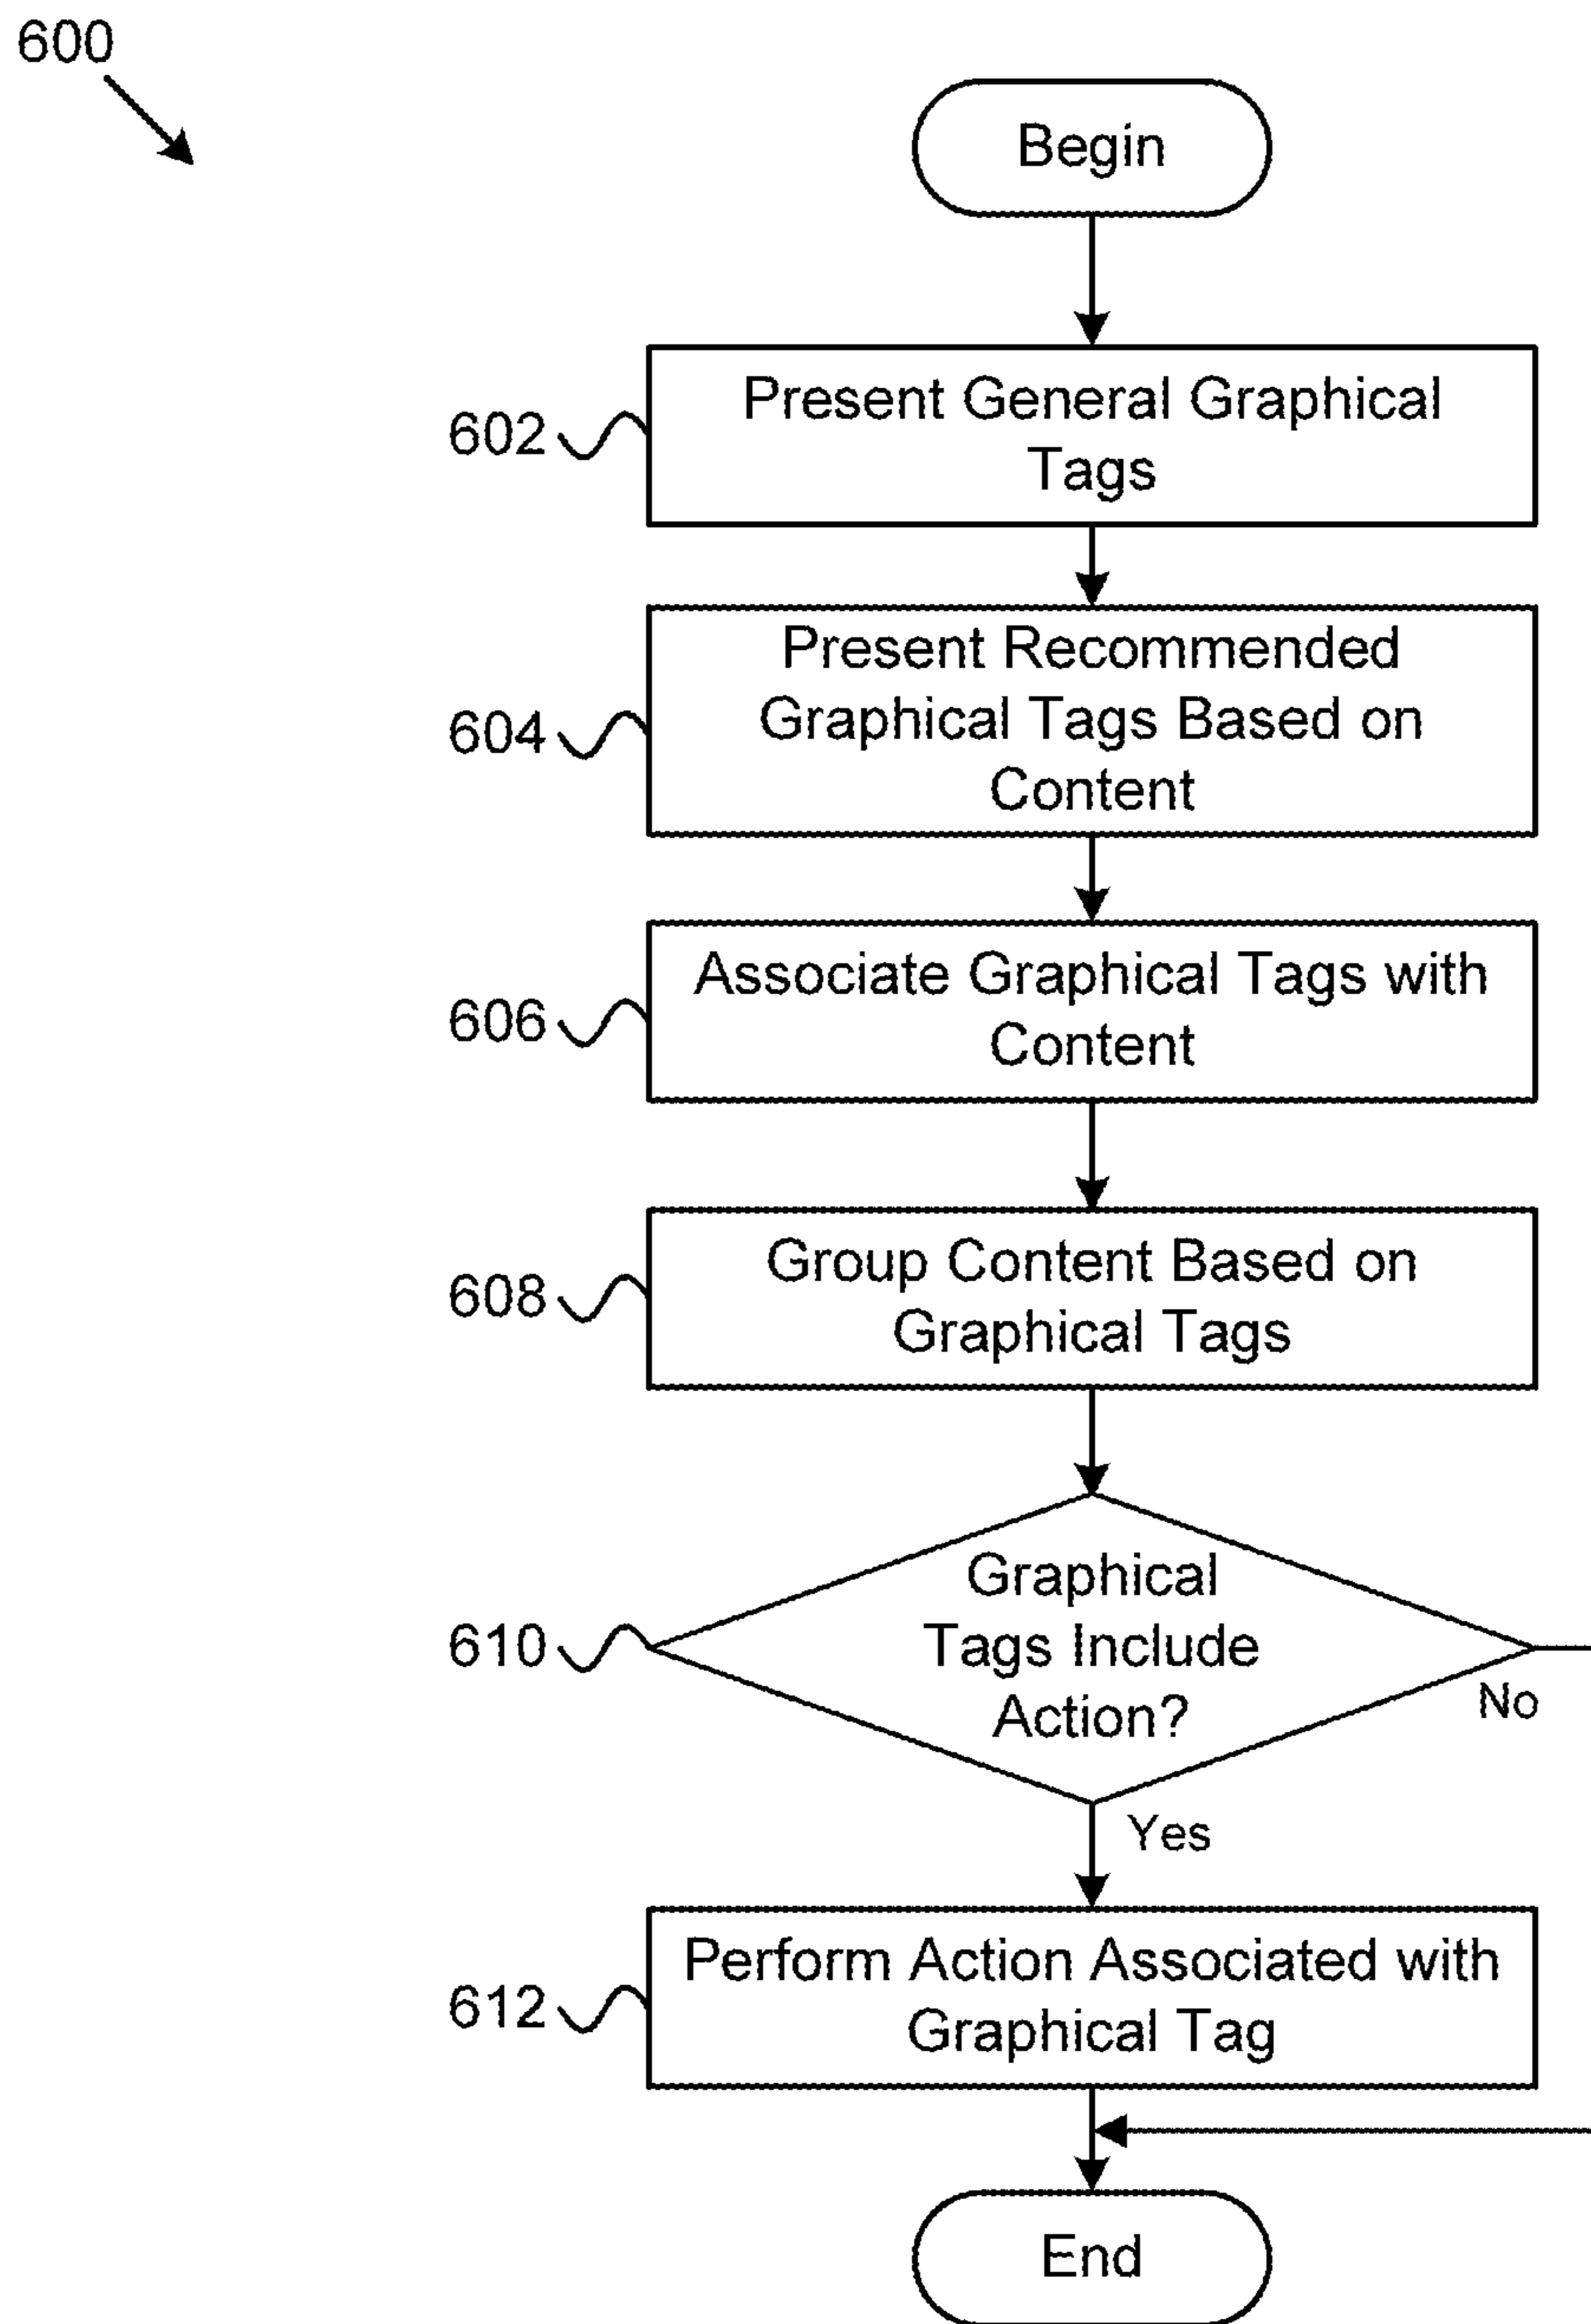 600
Begin
602
Present General Graphical
Tags
604
Present Recommended
Graphical Tags Based on
Content
606
Associate Graphical Tags with
Content
608
Group Content Based on
Graphical Tags
610
Graphical
Tags Include
Action?
No
Yes
612
Perform Action Associated with
Graphical Tag
End